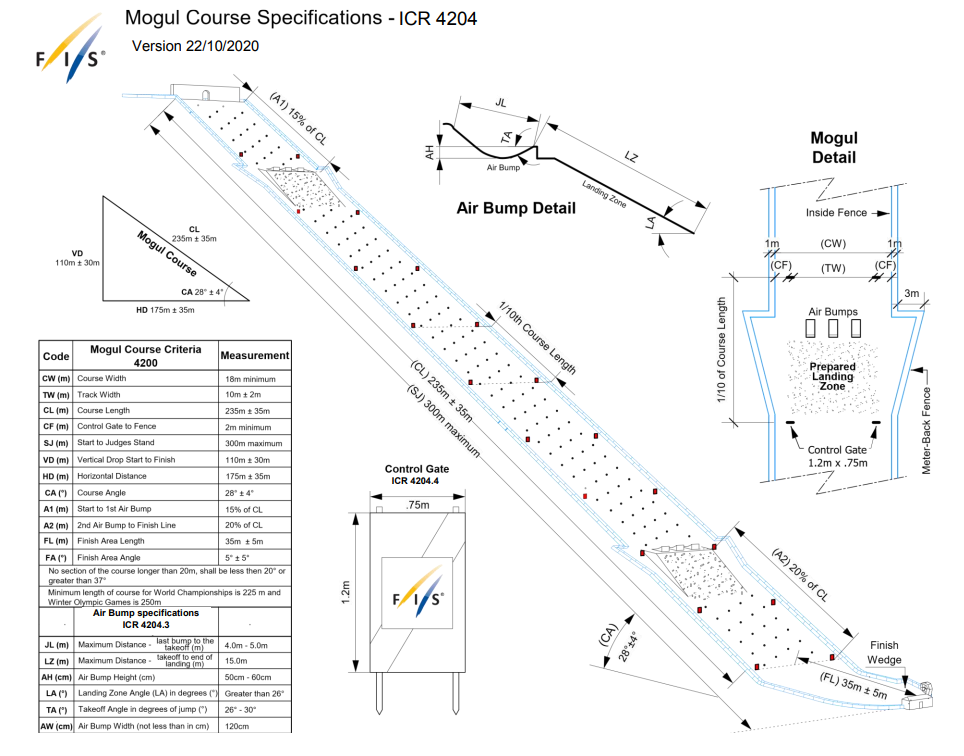 Mogul Course Specifications - ICR 4204
Version 22/10/2020
FIS®
(A1) 15% of CL
JL
TA
AH
Air Bump
LZ
Landing Zone
LA
Air Bump Detail
Mogul
Detail
Inside Fence
1m
(CW)
1m
(CF)
(TW)
(CF)
3m
1/10 of Course Length
Air Bumps
Prepared
Landing
Zone
Control Gate
1.2m x .75m
Meter-Back Fence
VD
110m ± 30m
CL
235m ± 35m
Mogul Course
CA 28° ± 4°
HD 175m ± 35m
1/10th Course Length
(CL) 235m ± 35m
(SJ) 300m maximum
Code Mogul Course Criteria 4200 Measurement
CW (m) Course Width 18m minimum
TW (m) Track Width 10m ± 2m
CL (m) Course Length 235m ± 35m
CF (m) Control Gate to Fence 2m minimum
SJ (m) Start to Judges Stand 300m maximum
VD (m) Vertical Drop Start to Finish 110m ± 30m
HD (m) Horizontal Distance 175m ± 35m
CA (°) Course Angle 28° ± 4°
A1 (m) Start to 1st Air Bump 15% of CL
A2 (m) 2nd Air Bump to Finish Line 20% of CL
FL (m) Finish Area Length 35m ± 5m
FA (°) Finish Area Angle 5° ± 5°
No section of the course longer than 20m, shall be less then 20° or
greater than 37°
Minimum length of course for World Championships is 225 m and
Winter Olympic Games is 250m
Air Bump specifications
ICR 4204.3
JL (m) Maximum Distance - last bump to the takeoff (m) 4.0m - 5.0m
LZ (m) Maximum Distance - takeoff to end of landing (m) 15.0m
AH (cm) Air Bump Height (cm) 50cm - 60cm
LA (°) Landing Zone Angle (LA) in degrees (°) Greater than 26°
TA (°) Takeoff Angle in degrees of jump (°) 26° - 30°
AW (cm) Air Bump Width (not less than in cm) 120cm
Control Gate
ICR 4204.4
.75m
1.2m
FIS®
(CA)
28°±4°
(A2) 20% of CL
Finish
Wedge
(FL) 35m ± 5m